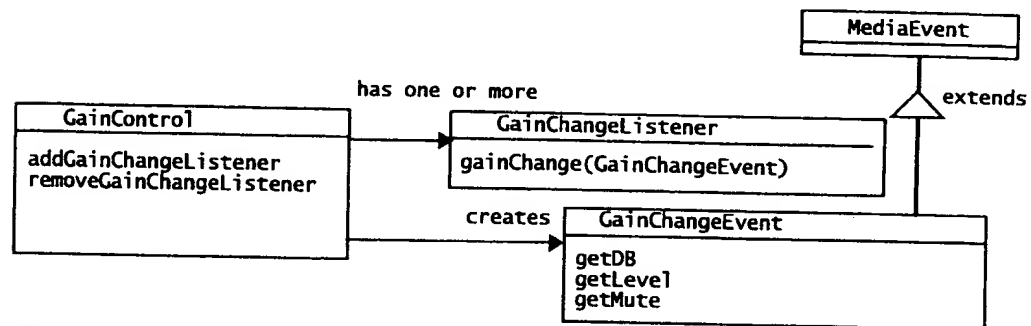 MediaEvent
extends
has one or more
GainControl
addGainChangeListener
removeGainChangeListener
GainChangeListener
gainChange(GainChangeEvent)
creates
GainChangeEvent
getDB
getLevel
getMute